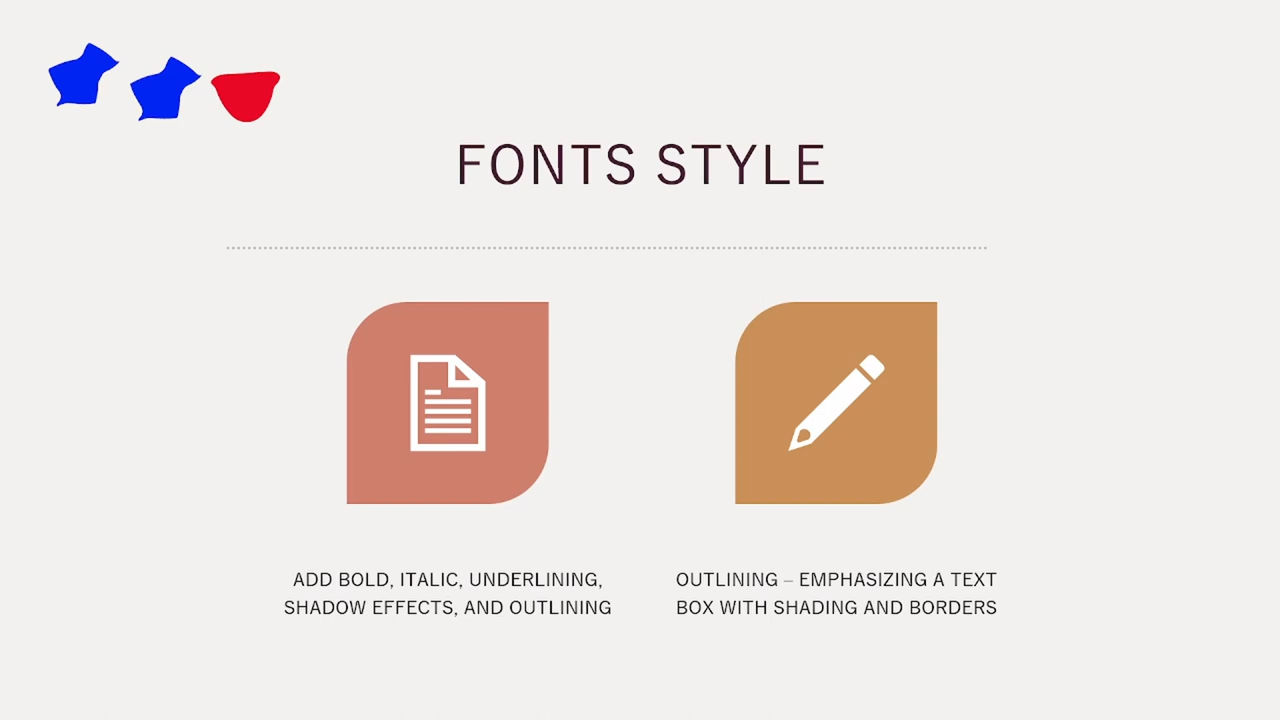 FONTS STYLE
ADD BOLD, ITALIC, UNDERLINING,
SHADOW EFFECTS, AND OUTLINING
OUTLINING – EMPHASIZING A TEXT
BOX WITH SHADING AND BORDERS